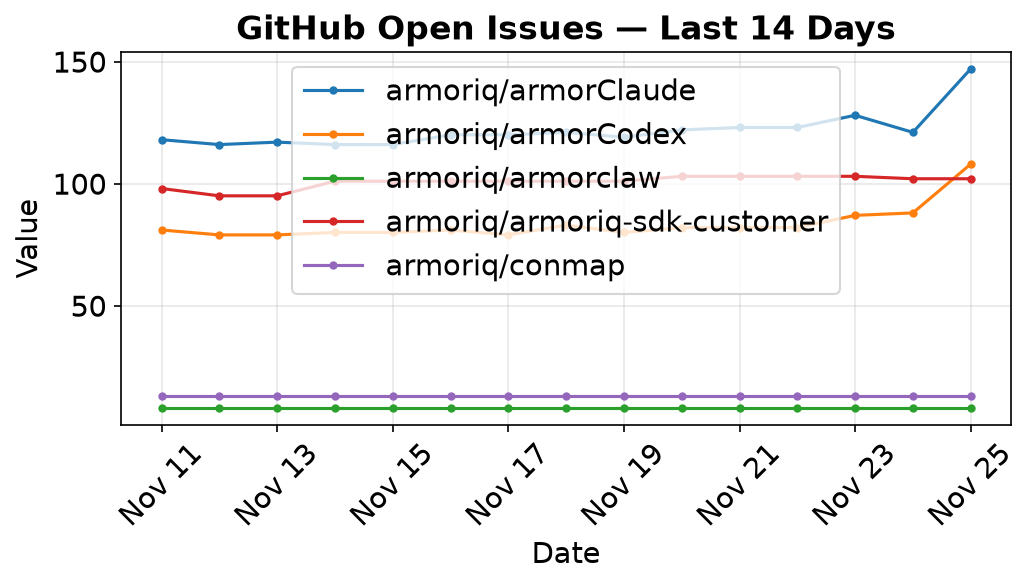 GitHub Open Issues — Last 14 Days
150
100
50
Value
armoriq/armorClaude
armoriq/armorCodex
armoriq/armorclaw
armoriq/armoriq-sdk-customer
armoriq/conmap
Nov 11
Nov 13
Nov 15
Nov 17
Nov 19
Nov 21
Nov 23
Nov 25
Date